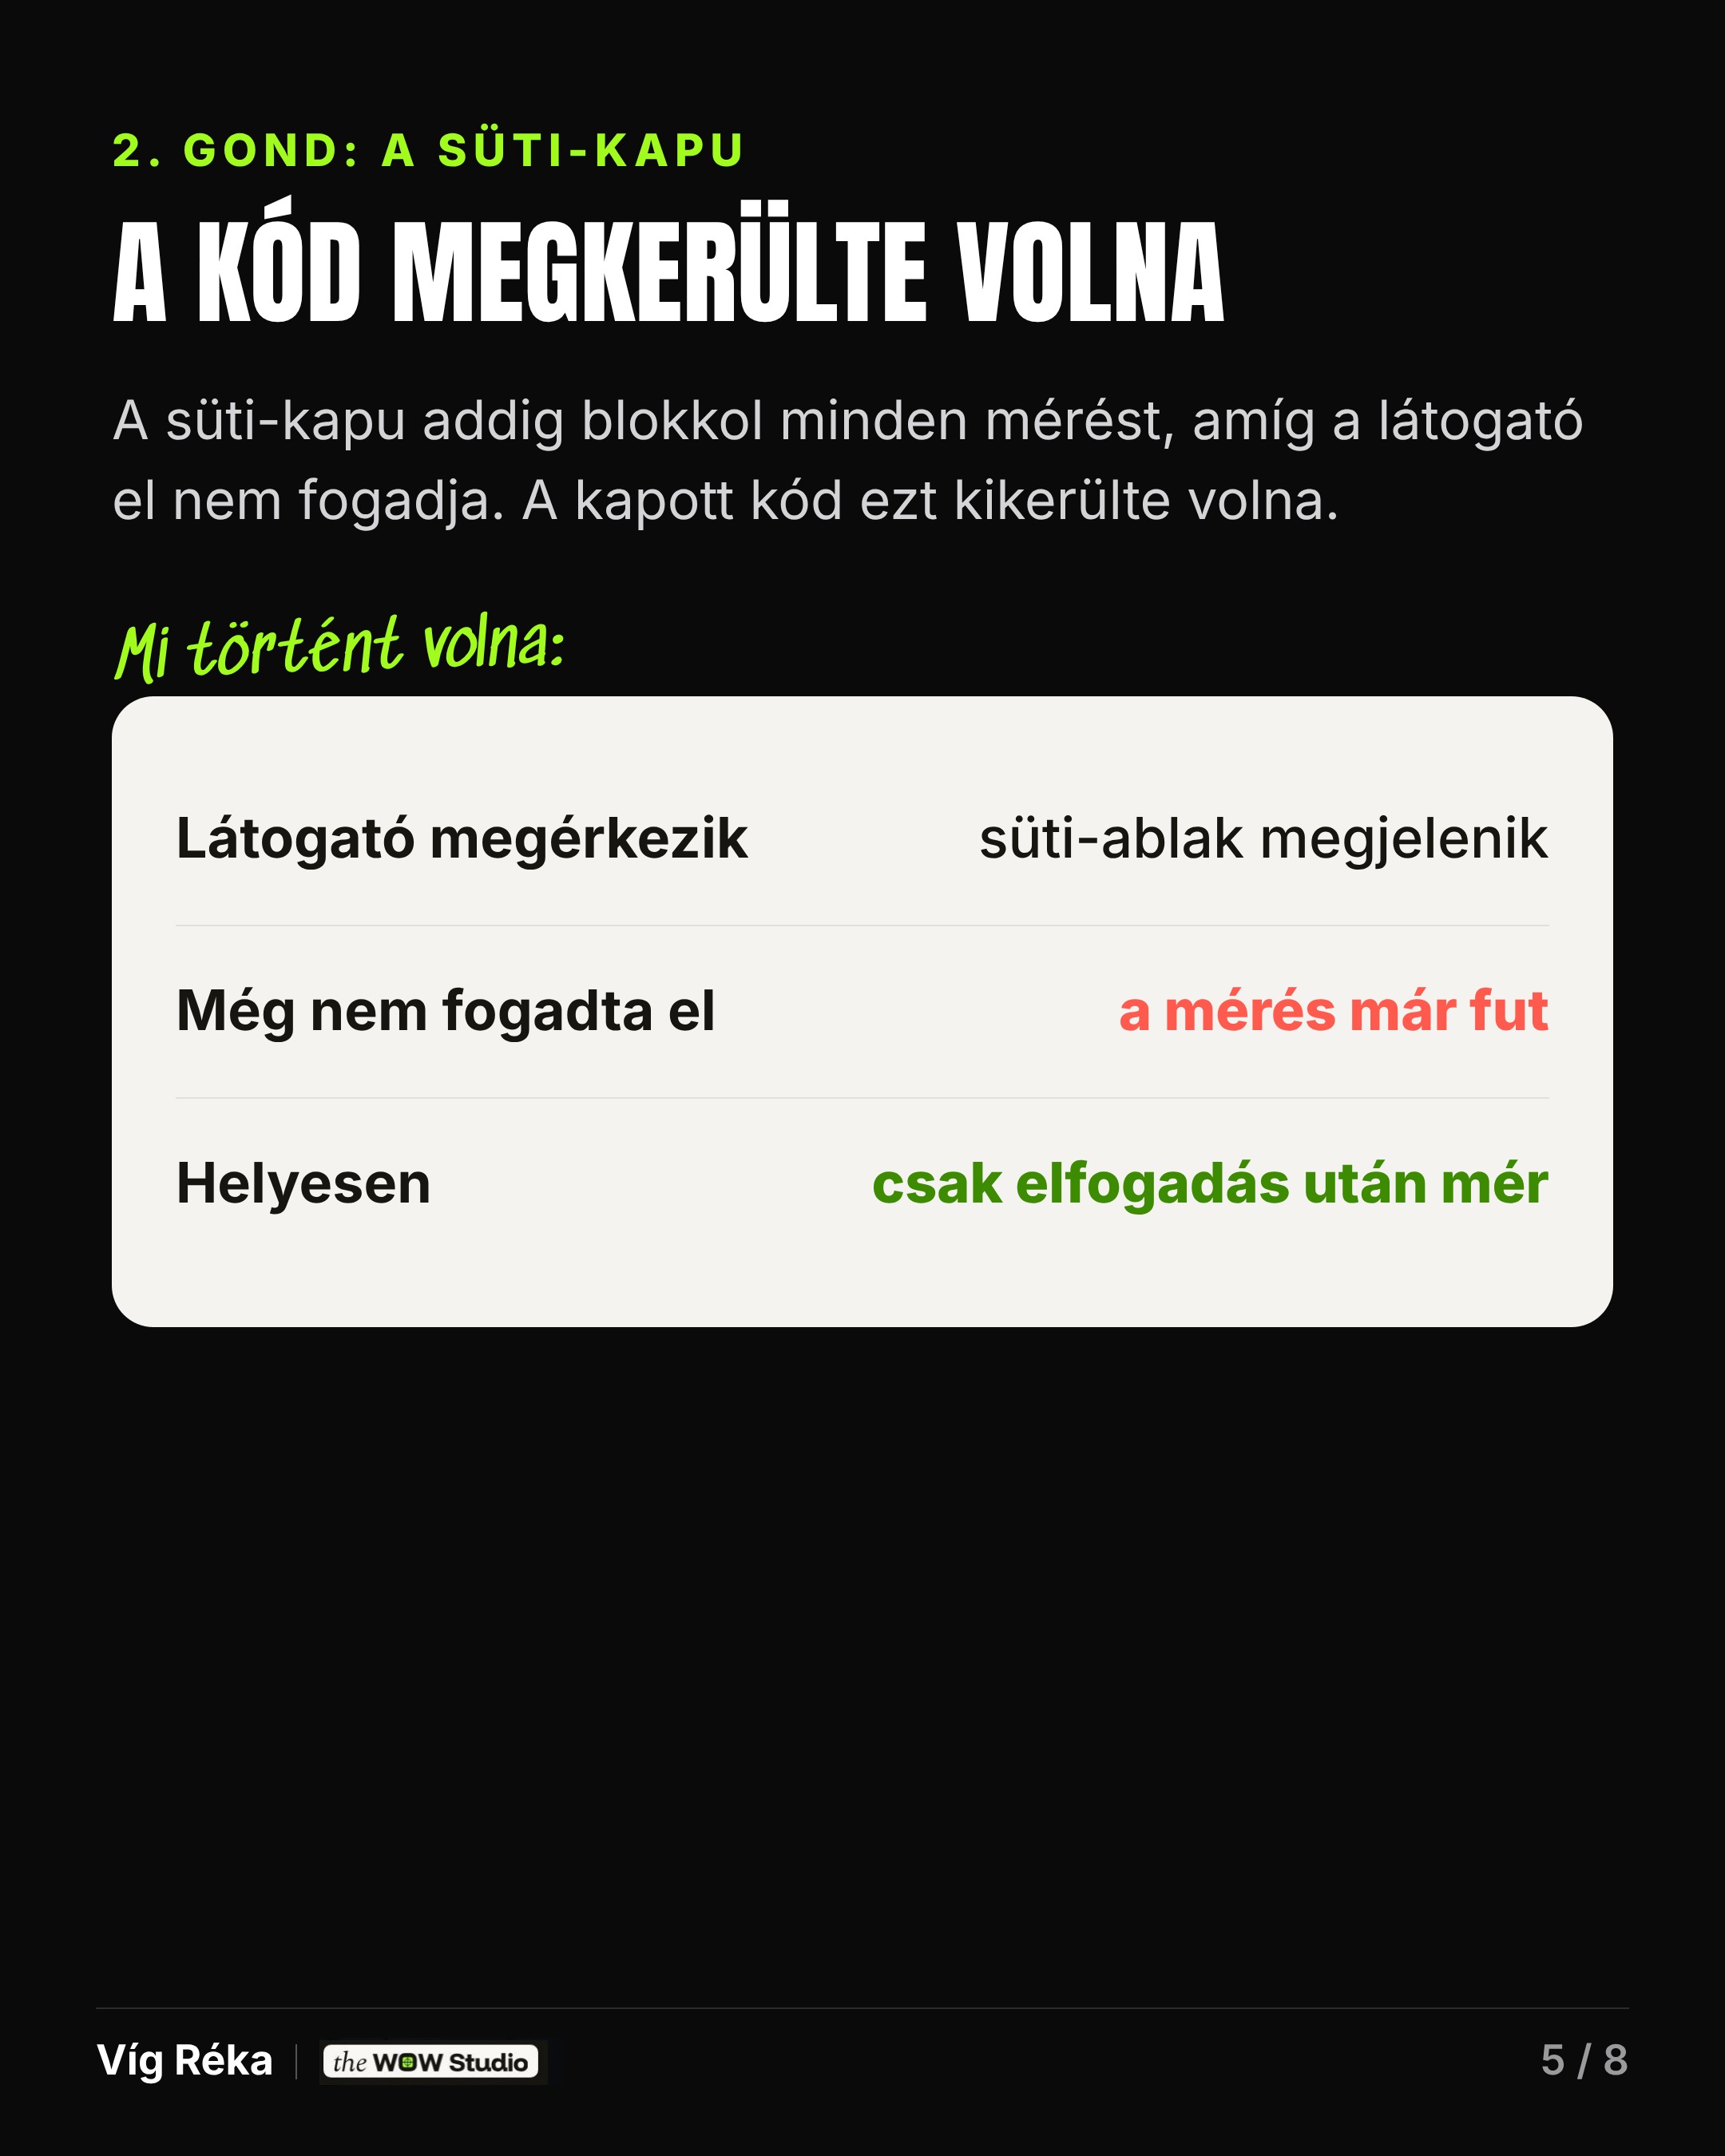 2. GOND: A SÜTI-KAPU
A KÓD MEGKERÜLTE VOLNA
A süti-kapu addig blokkol minden mérést, amíg a látogató
el nem fogadja. A kapott kód ezt kikerülte volna.
Mi történt volna:
Látogató megérkezik süti-ablak megjelenik
Még nem fogadta el a mérés már fut
Helyesen csak elfogadás után mér
Víg Réka the WOW Studio 5 / 8